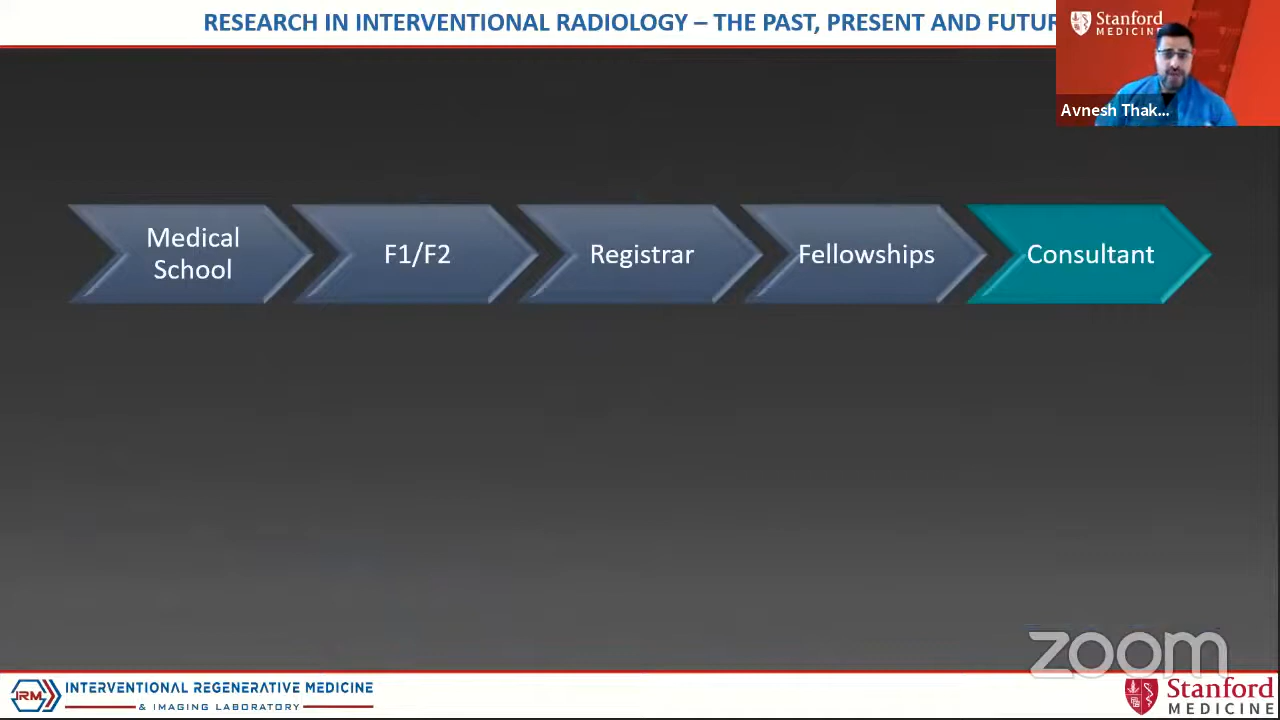 RESEARCH IN INTERVENTIONAL RADIOLOGY – THE PAST, PRESENT AND FUTUR
Stanford
MEDICINE
Avnesh Thak...
Medical
School
F1/F2
Registrar
Fellowships
Consultant
zoom
IRM
INTERVENTIONAL REGENERATIVE MEDICINE
& IMAGING LABORATORY
Stanford
MEDICINE